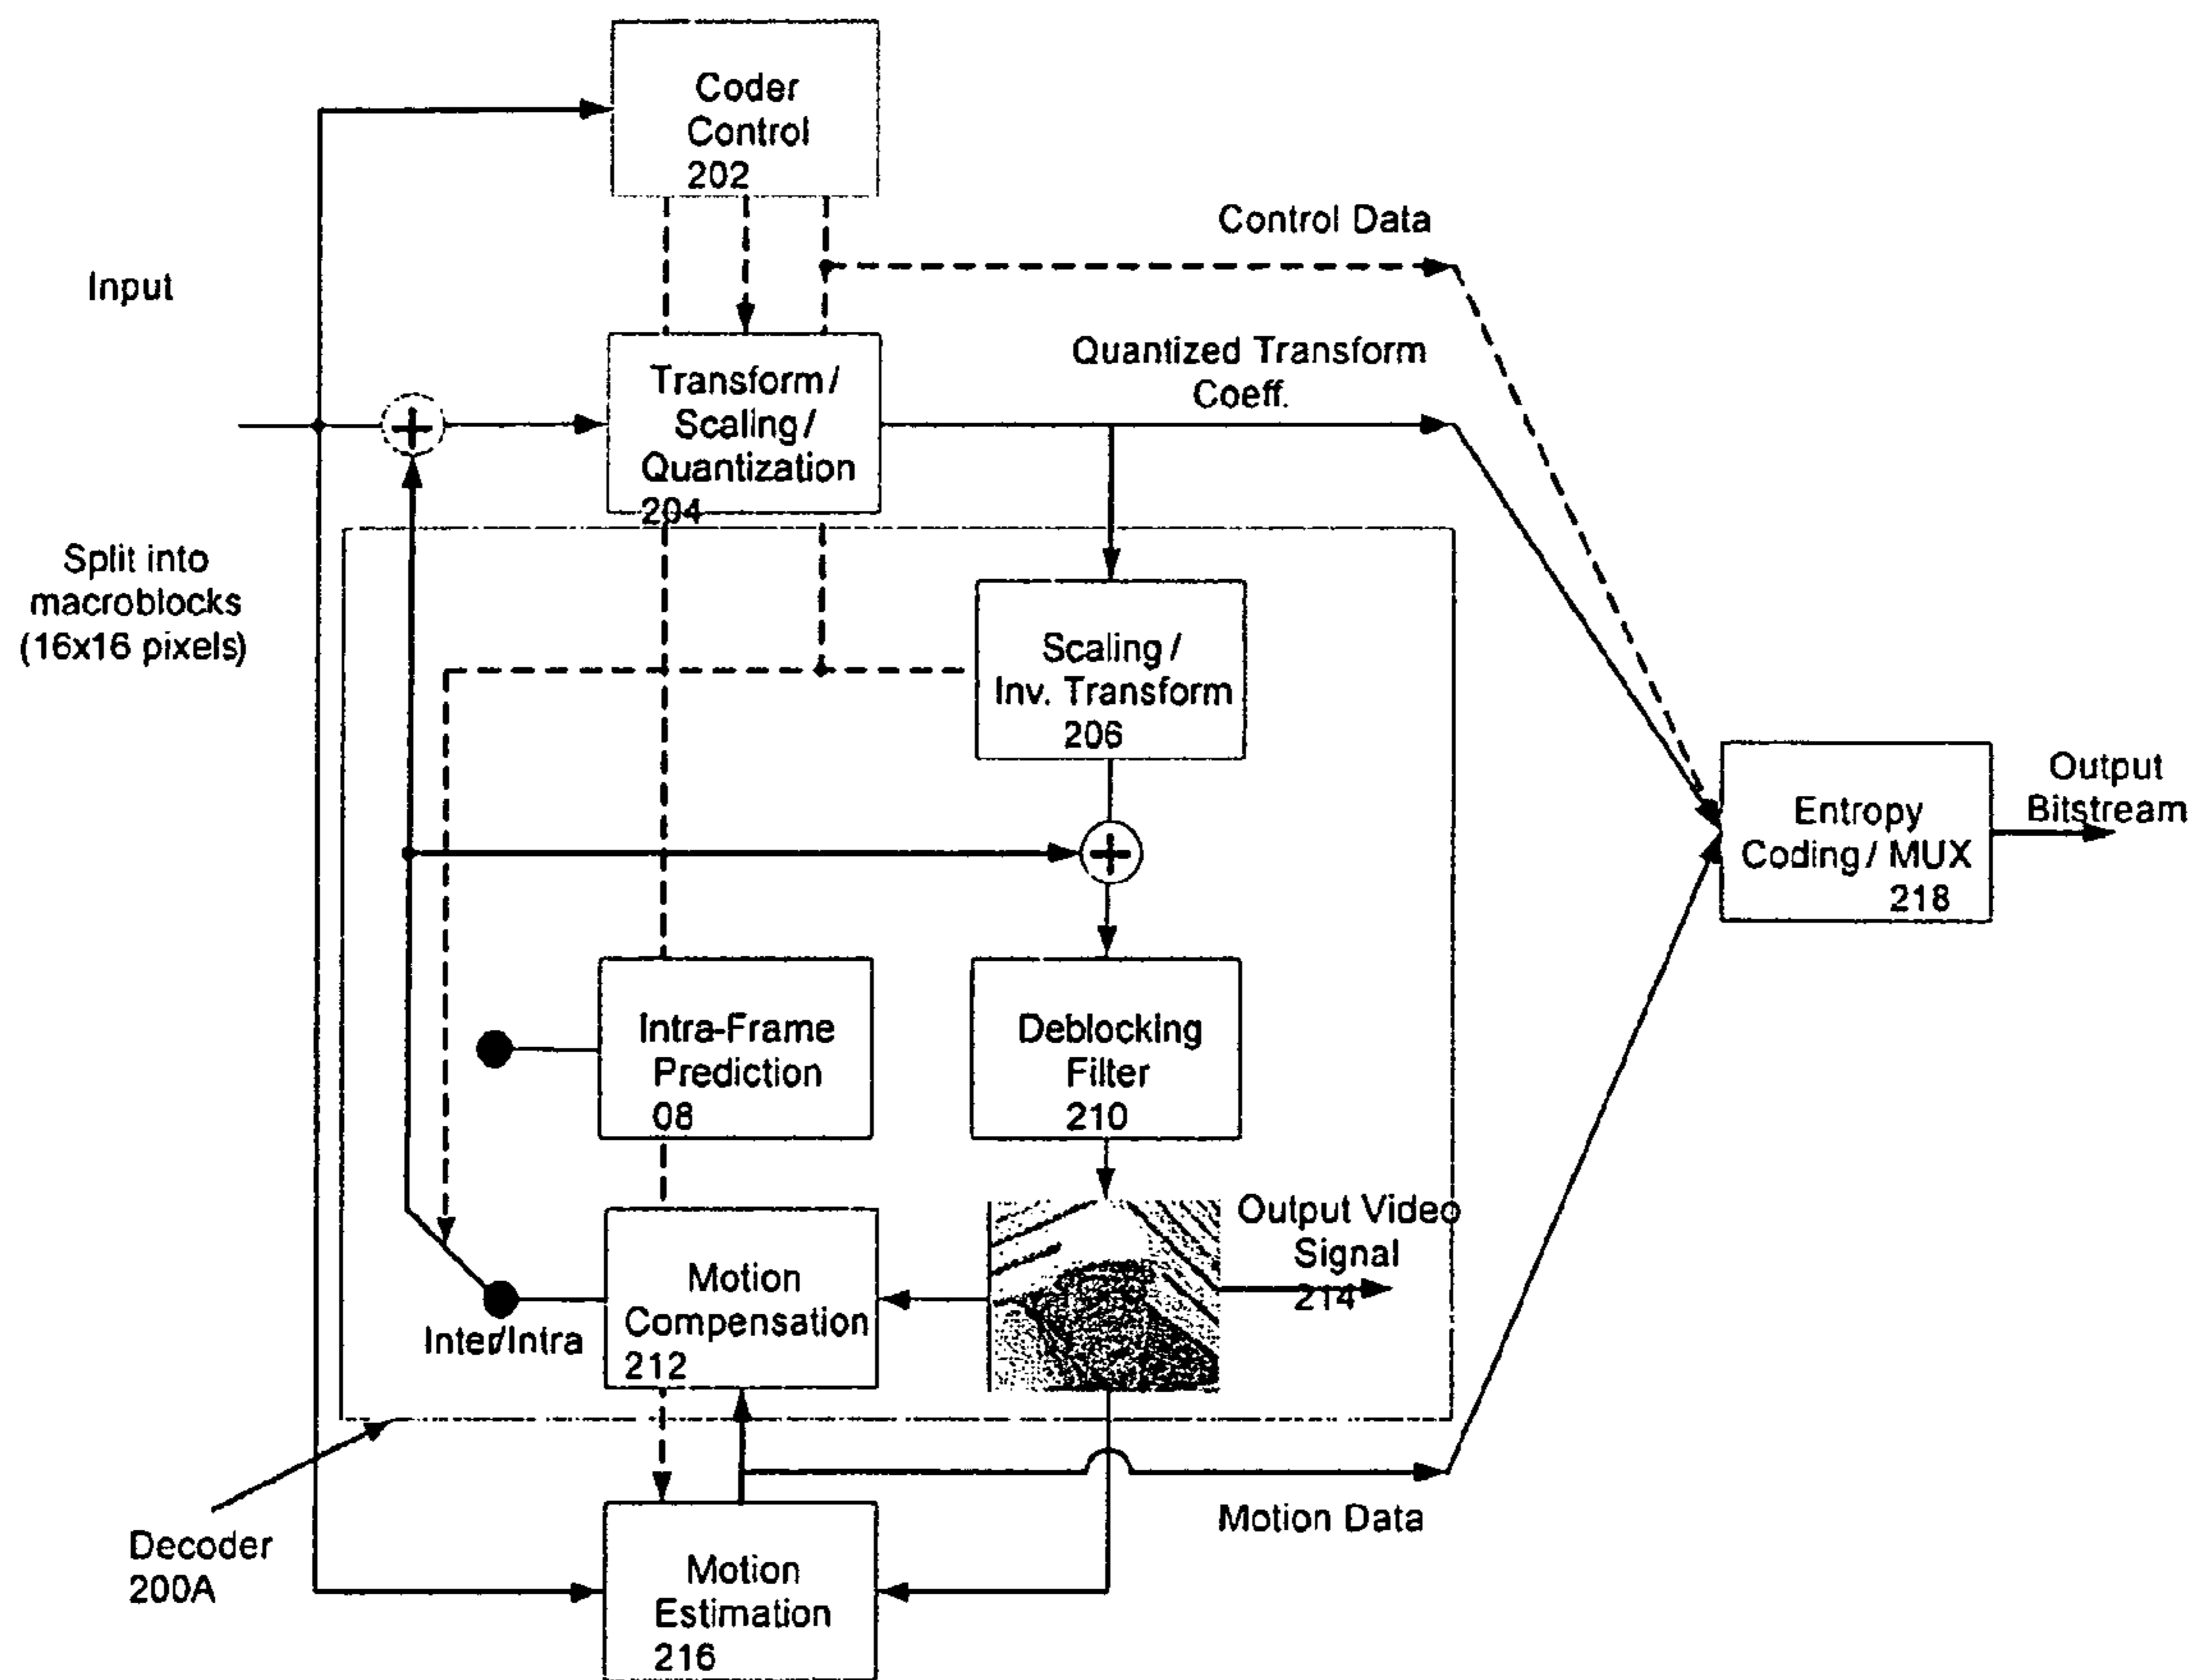 Coder
Control
202
Control Data
Input
Quantized Transform
Coeff.
Transform /
Scaling /
Quantization
204
Split into
macroblocks
(16x16 pixels)
Scaling /
Inv. Transform
206
Output
Bitstream
Entropy
Coding / MUX
218
Intra-Frame
Prediction
08
Deblocking
Filter
210
Output Video
Signal
214
Motion
Compensation
212
Inter/Intra
Motion Data
Decoder
200A
Motion
Estimation
216